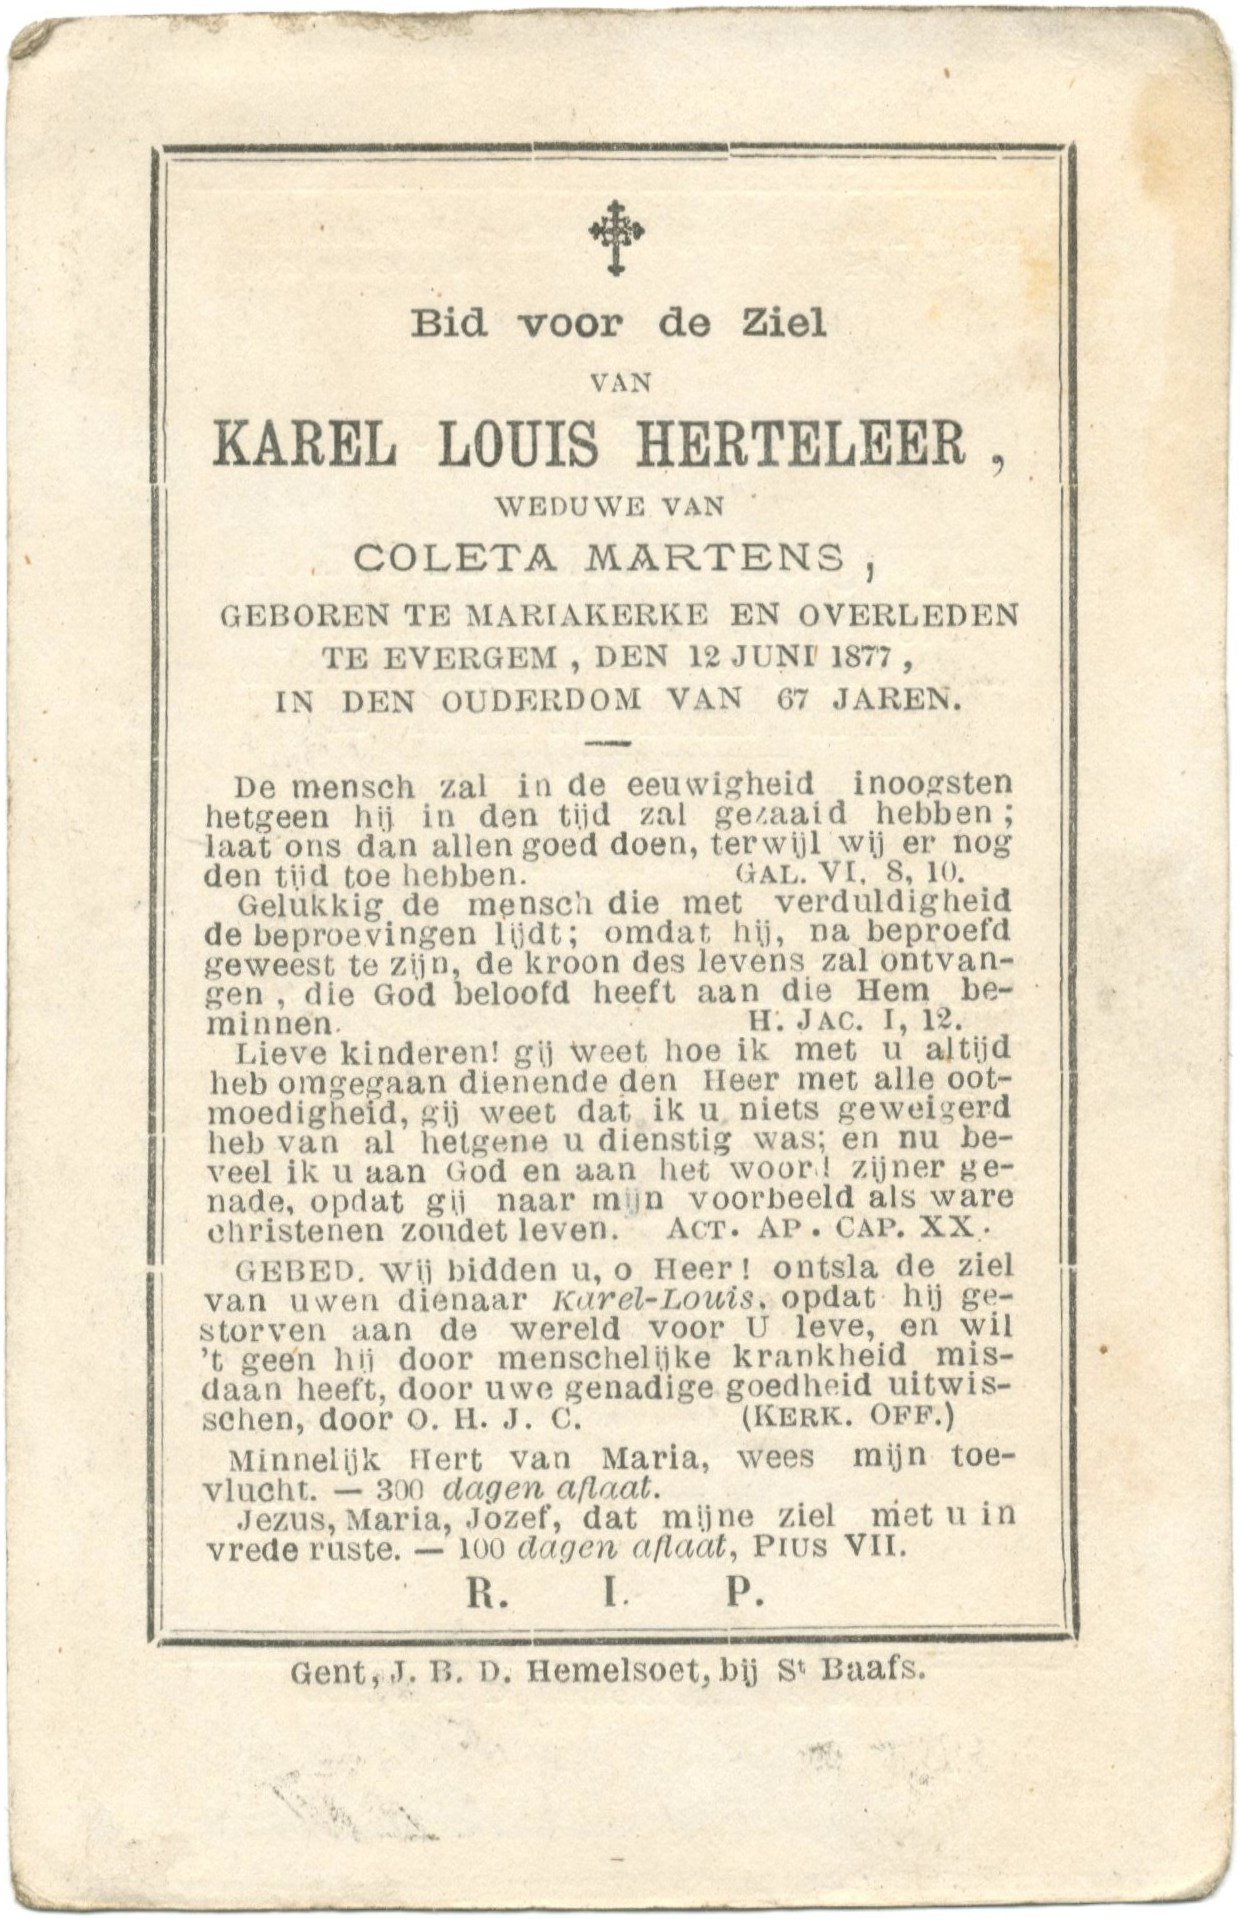 Bid voor de Ziel
VAN
KAREL LOUIS HERTELEER,
WEDUWE VAN
COLETA MARTENS,
GEBOREN TE MARIAKERKE EN OVERLEDEN
TE EVERGEM, DEN 12 JUNI 1877,
IN DEN OUDERDOM VAN 67 JAREN.
De mensch zal in de eeuwigheid inoogsten
hetgeen hij in den tijd zal gezaaid hebben;
laat ons dan allen goed doen, terwijl wij er nog
den tijd toe hebben. GAL. VI, 8, 10.
Gelukkig de mensch die met verduldigheid
de beproevingen lijdt; omdat hij, na beproefd
geweest te zijn, de kroon des levens zal ontvan-
gen, die God beloofd heeft aan die Hem be-
minnen. H. JAC. I, 12.
Lieve kinderen! gij weet hoe ik met u altijd
heb omgegaan dienende den Heer met alle oot-
moedigheid, gij weet dat ik u niets geweigerd
heb van al hetgene u dienstig was; en nu be-
veel ik u aan God en aan het woord zijner ge-
nade, opdat gij naar mijn voorbeeld als ware
christenen zoudet leven. ACT. AP. CAP. XX.
GEBED. Wij bidden u, o Heer! ontsla de ziel
van uwen dienaar Karel-Louis, opdat hij ge-
storven aan de wereld voor U leve, en wil
't geen hij door menschelijke krankheid mis-
daan heeft, door uwe genadige goedheid uitwis-
schen, door O. H. J. C. (KERK. OFF.)
Minnelijk Hert van Maria, wees mijn toe-
vlucht. — 300 dagen aflaat.
Jezus, Maria, Jozef, dat mijne ziel met u in
vrede ruste. — 100 dagen aflaat, PIUS VII.
R. I. P.
Gent, J. B. D. Hemelsoet, bij St Baafs.